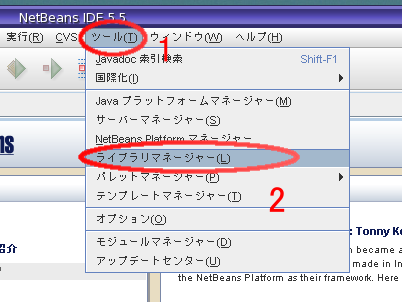 NetBeans IDE 5.5
実行(R) CVS ツール(T) ウィンドウ(W) ヘルプ(H)
1
Javadoc 索引検索 Shift-F1
国際化(I)
Java プラットフォームマネージャー(M)
サーバーマネージャー(S)
NetBeans Platform マネージャー
ライブラリマネージャー(L)
パレットマネージャー(P)
テンプレートマネージャー(T)
2
オプション(O)
: Tonny Ko
モジュールマネージャー(D)
n became a
紹介
アップデートセンター(U)
made in In
the NetBeans Platform as their framework. Here